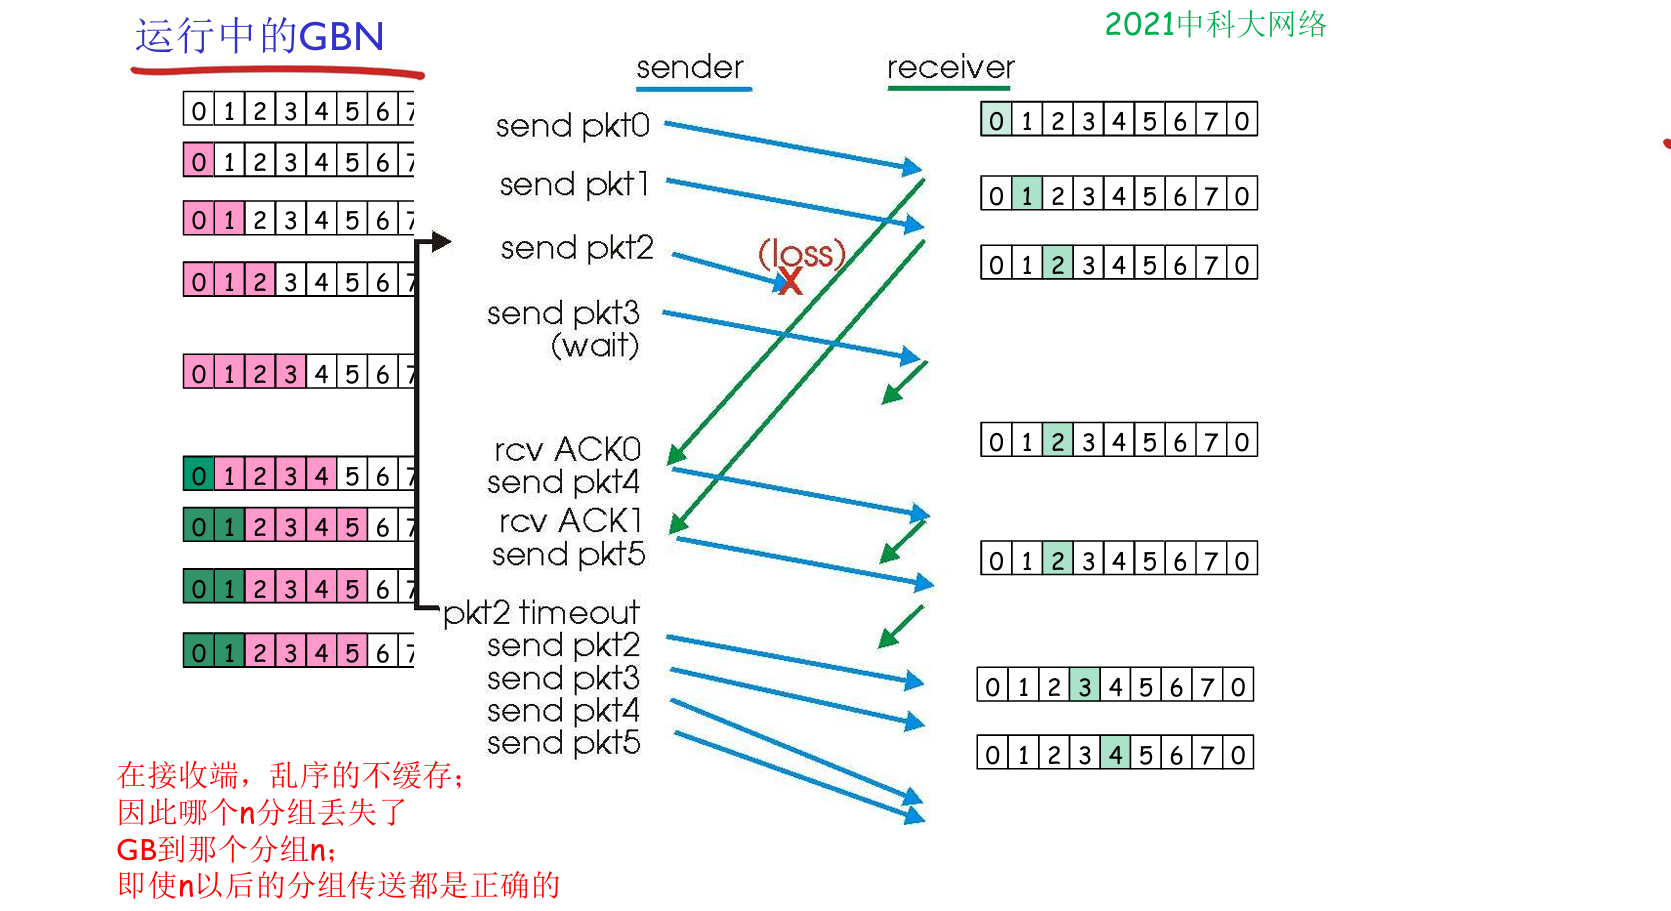 运行中的GBN
2021中科大网络
sender
receiver
0 1 2 3 4 5 6 7
send pkt0
0 1 2 3 4 5 6 7 0
0 1 2 3 4 5 6 7
send pkt1
0 1 2 3 4 5 6 7 0
0 1 2 3 4 5 6 7
send pkt2
(loss)
X
0 1 2 3 4 5 6 7 0
0 1 2 3 4 5 6 7
send pkt3
(wait)
0 1 2 3 4 5 6 7
rcv ACK0
0 1 2 3 4 5 6 7 0
0 1 2 3 4 5 6 7
send pkt4
rcv ACK1
0 1 2 3 4 5 6 7
send pkt5
0 1 2 3 4 5 6 7 0
0 1 2 3 4 5 6 7
pkt2 timeout
0 1 2 3 4 5 6 7
send pkt2
send pkt3
0 1 2 3 4 5 6 7 0
send pkt4
send pkt5
0 1 2 3 4 5 6 7 0
在接收端，乱序的不缓存；
因此哪个n分组丢失了
GB到那个分组n；
即使n以后的分组传送都是正确的